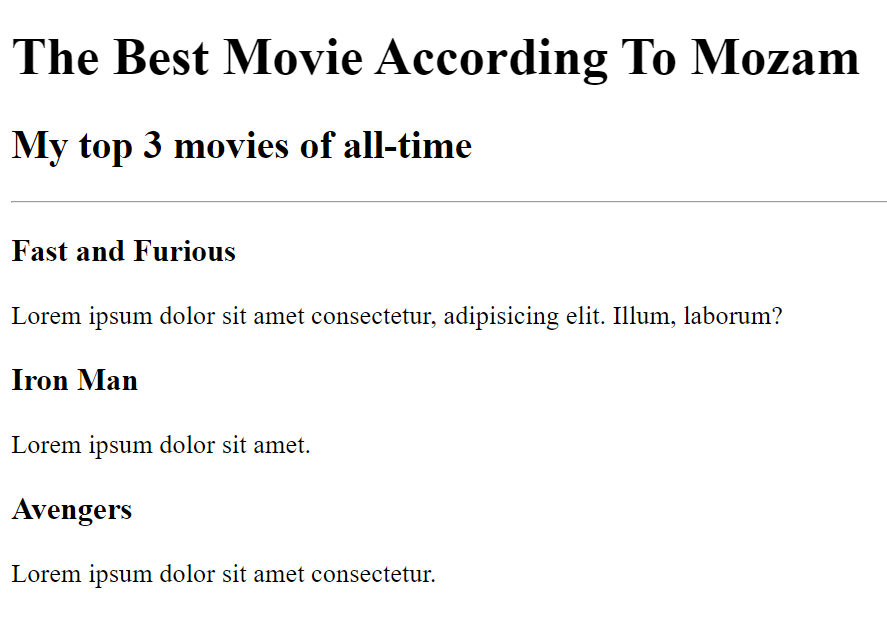 The Best Movie According To Mozam
My top 3 movies of all-time
Fast and Furious
Lorem ipsum dolor sit amet consectetur, adipisicing elit. Illum, laborum?
Iron Man
Lorem ipsum dolor sit amet.
Avengers
Lorem ipsum dolor sit amet consectetur.